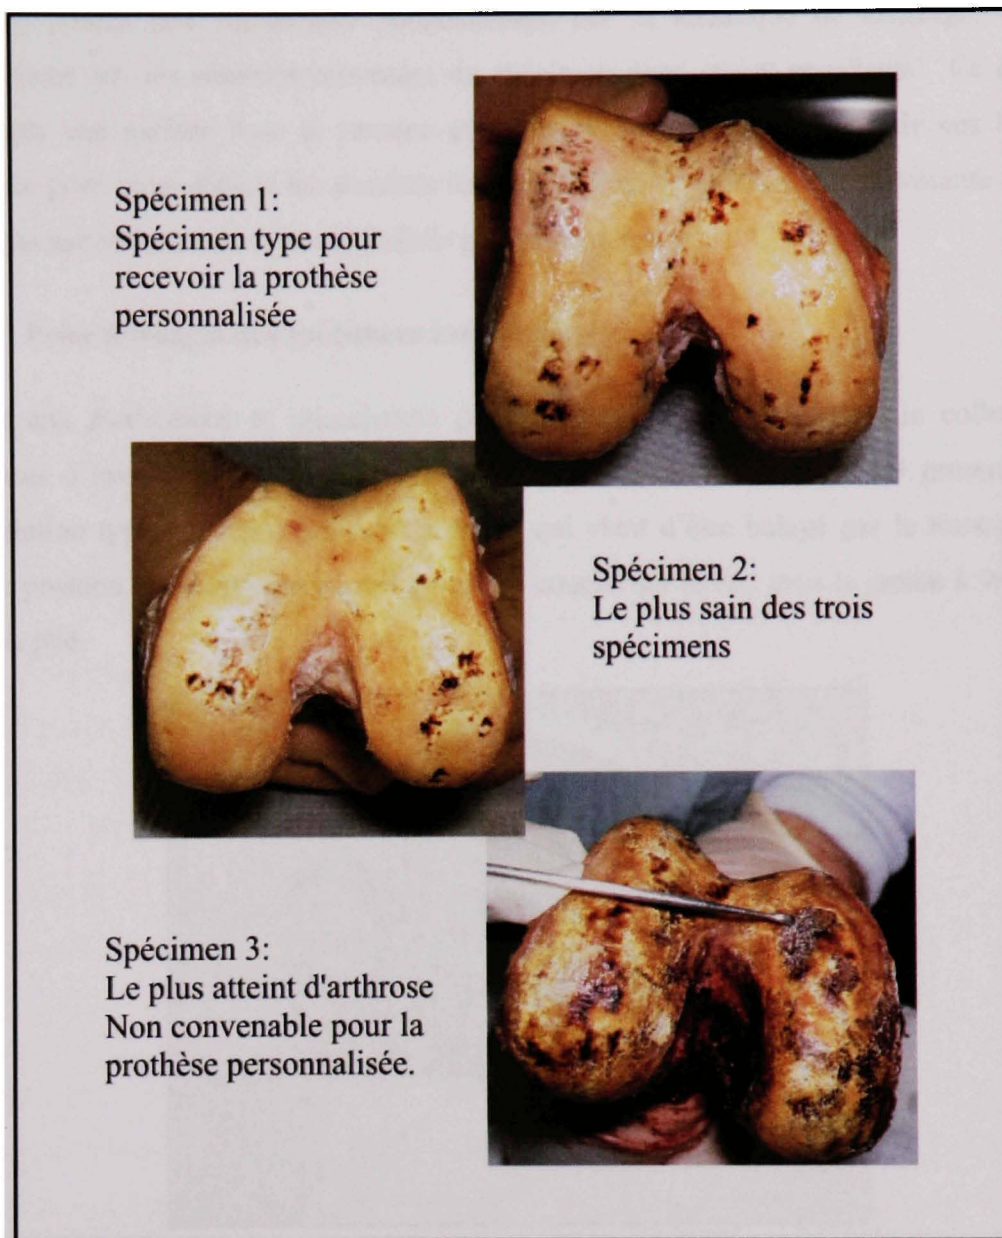 Spécimen 1:
Spécimen type pour
recevoir la prothèse
personnalisée
Spécimen 2:
Le plus sain des trois
spécimens
Spécimen 3:
Le plus atteint d'arthrose
Non convenable pour la
prothèse personnalisée.